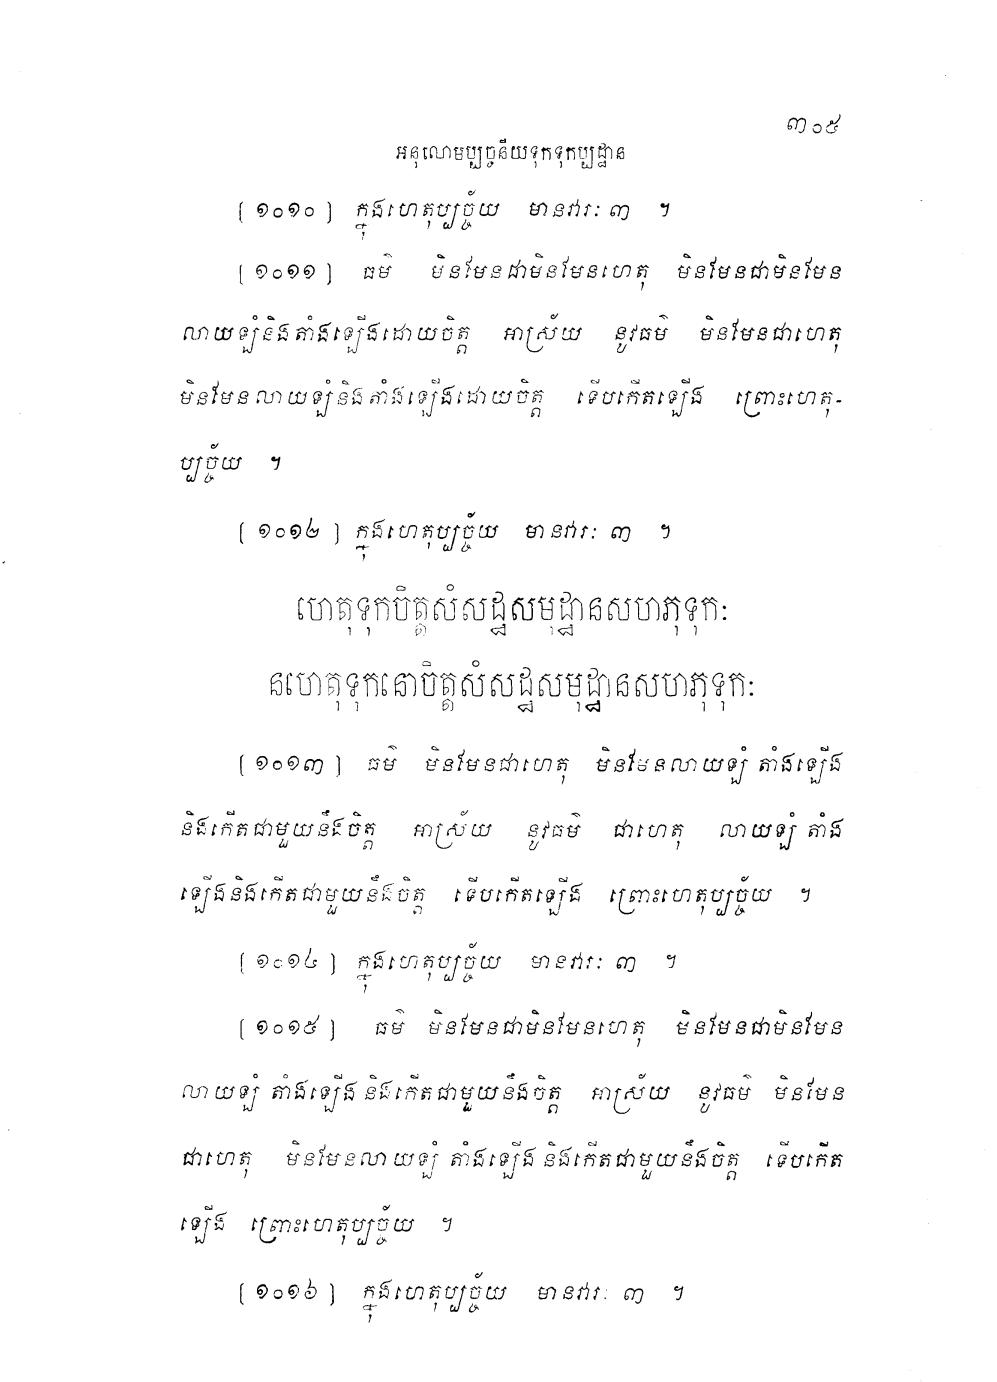 ៣០៥
អនុលោមប្បច្ចនីយទុកទុកប្បដ្ឋាន
[ ១០១០ ] ក្នុងហេតុប្បច្ច័យ មានវារៈ ៣ ។
[ ១០១១ ] ធម៌ មិនមែនជាមិនមែនហេតុ មិនមែនជាមិនមែន
លាយឡំនិងតាំងឡើងដោយចិត្ត អាស្រ័យ នូវធម៌ មិនមែនជាហេតុ
មិនមែនលាយឡំនិងតាំងឡើងដោយចិត្ត ទើបកើតឡើង ព្រោះហេតុ-
ប្បច្ច័យ ។
[ ១០១២ ] ក្នុងហេតុប្បច្ច័យ មានវារៈ ៣ ។
ហេតុទុកចិត្តសំសដ្ឋសមុដ្ឋានសហភុទុកៈ
នហេតុទុកនោចិត្តសំសដ្ឋសមុដ្ឋានសហភុទុកៈ
[ ១០១៣ ] ធម៌ មិនមែនជាហេតុ មិនមែនលាយឡំ តាំងឡើង
និងកើតជាមួយនឹងចិត្ត អាស្រ័យ នូវធម៌ ជាហេតុ លាយឡំ តាំង
ឡើងនិងកើតជាមួយនឹងចិត្ត ទើបកើតឡើង ព្រោះហេតុប្បច្ច័យ ។
[ ១០១៤ ] ក្នុងហេតុប្បច្ច័យ មានវារៈ ៣ ។
[ ១០១៥ ] ធម៌ មិនមែនជាមិនមែនហេតុ មិនមែនជាមិនមែន
លាយឡំ តាំងឡើង និងកើតជាមួយនឹងចិត្ត អាស្រ័យ នូវធម៌ មិនមែន
ជាហេតុ មិនមែនលាយឡំ តាំងឡើង និងកើតជាមួយនឹងចិត្ត ទើបកើត
ឡើង ព្រោះហេតុប្បច្ច័យ ។
[ ១០១៦ ] ក្នុងហេតុប្បច្ច័យ មានវារៈ ៣ ។